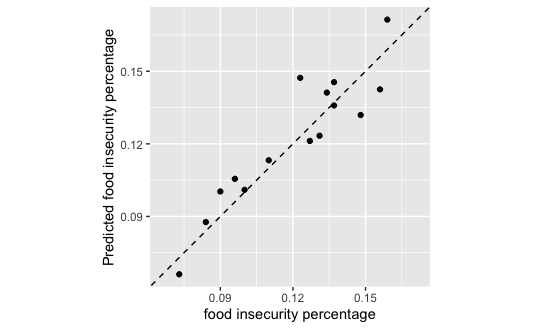 Predicted food insecurity percentage
0.15
0.12
0.09
0.09 0.12 0.15
food insecurity percentage